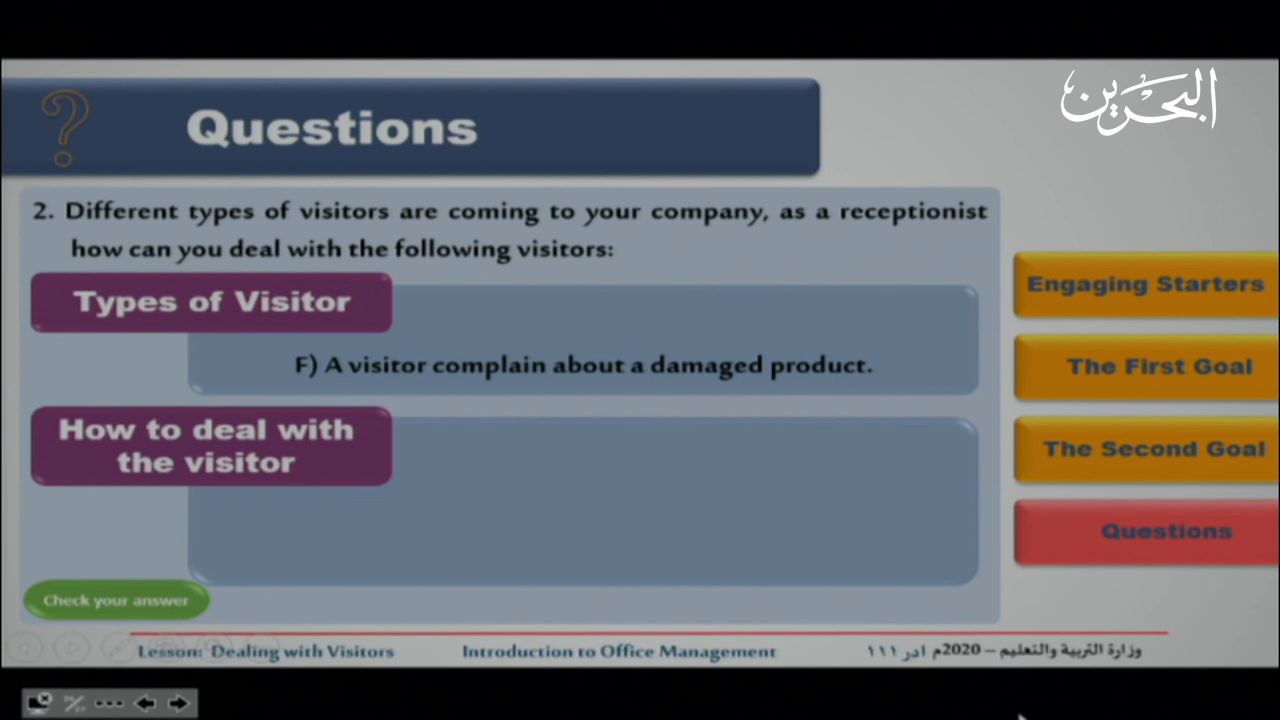 البحرين
? Questions
2. Different types of visitors are coming to your company, as a receptionist
how can you deal with the following visitors:
Types of Visitor
F) A visitor complain about a damaged product.
How to deal with
the visitor
Check your answer
Engaging Starters
The First Goal
The Second Goal
Questions
Lesson: Dealing with Visitors
Introduction to Office Management
وزارة التربية والتعليم – 2020م ادر ١١١